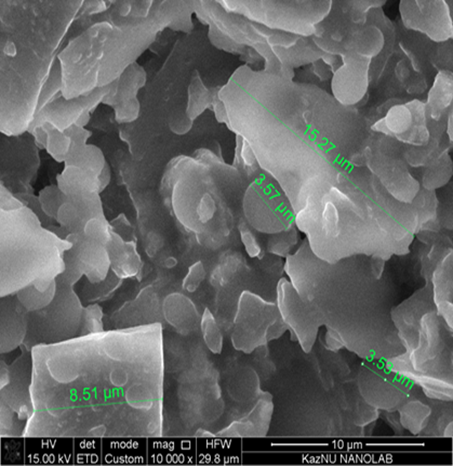 15.27 μm
3.57 μm
3.53 μm
8.51 μm
HV det mode mag □ HFW 10 μm
15.00 kV ETD Custom 10 000 x 29.8 μm KazNU NANOLAB